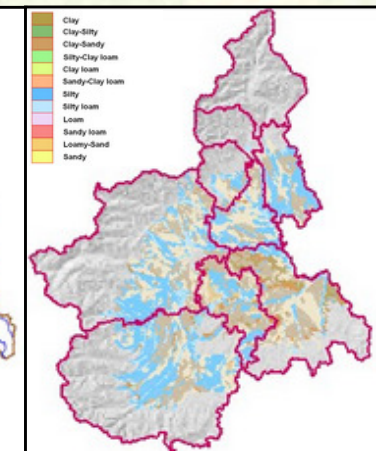 Clay
Clay-Silty
Clay-Sandy
Silty-Clay loam
Clay loam
Sandy-Clay loam
Silty
Silty loam
Loam
Sandy loam
Loamy-Sand
Sandy